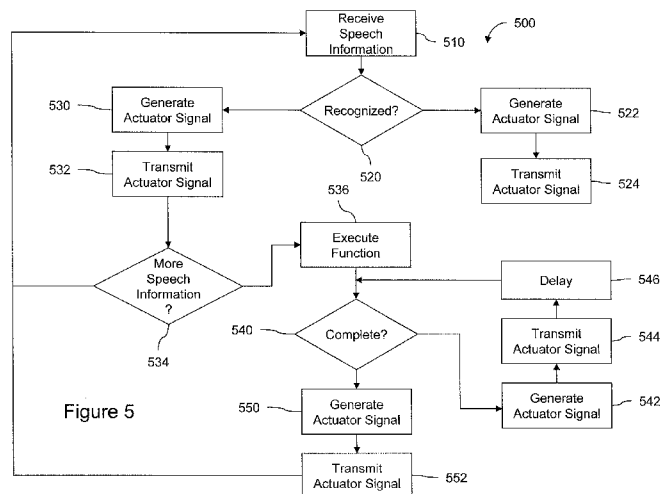 Receive
Speech
Information
510
500
530
Generate
Actuator Signal
Recognized?
520
Generate
Actuator Signal
522
532
Transmit
Actuator Signal
Transmit
Actuator Signal
524
536
Execute
Function
More
Speech
Information
?
534
Delay
546
540
Complete?
Transmit
Actuator Signal
544
Figure 5
550
Generate
Actuator Signal
Generate
Actuator Signal
542
Transmit
Actuator Signal
552